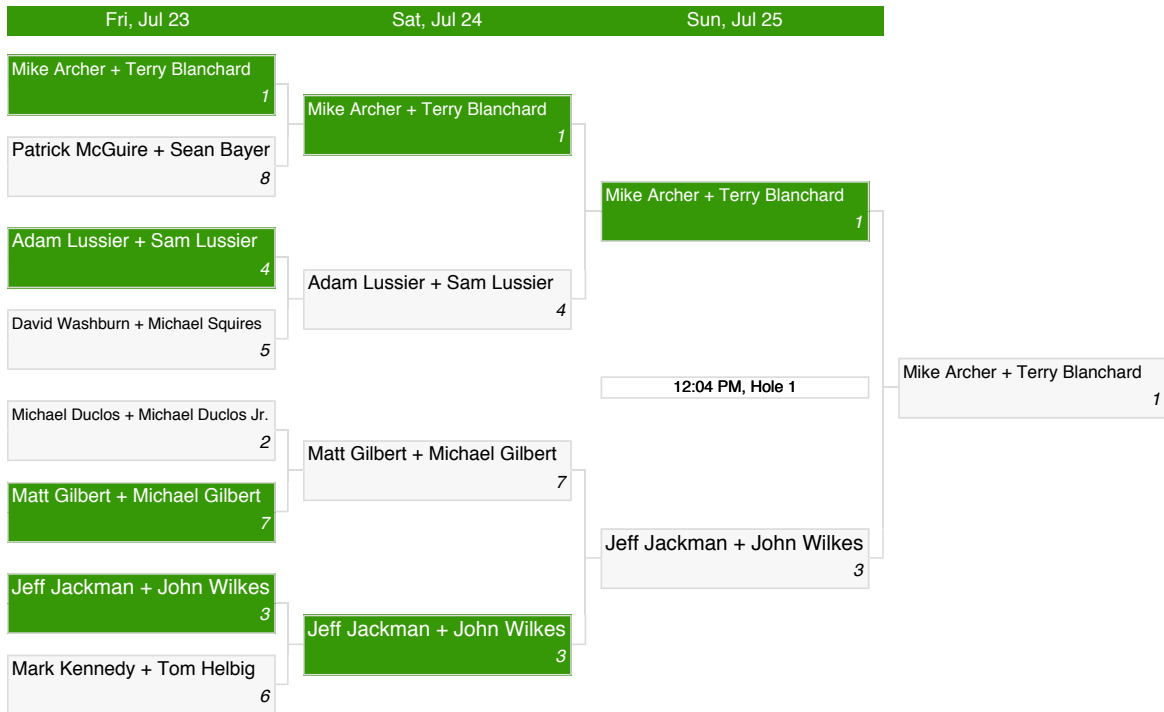 Fri, Jul 23
Sat, Jul 24
Sun, Jul 25
Mike Archer + Terry Blanchard
1
Patrick McGuire + Sean Bayer
8
Adam Lussier + Sam Lussier
4
David Washburn + Michael Squires
5
Michael Duclos + Michael Duclos Jr.
2
Matt Gilbert + Michael Gilbert
7
Jeff Jackman + John Wilkes
3
Mark Kennedy + Tom Helbig
6
Mike Archer + Terry Blanchard
1
Adam Lussier + Sam Lussier
4
Matt Gilbert + Michael Gilbert
7
Jeff Jackman + John Wilkes
3
Mike Archer + Terry Blanchard
1
12:04 PM, Hole 1
Jeff Jackman + John Wilkes
3
Mike Archer + Terry Blanchard
1